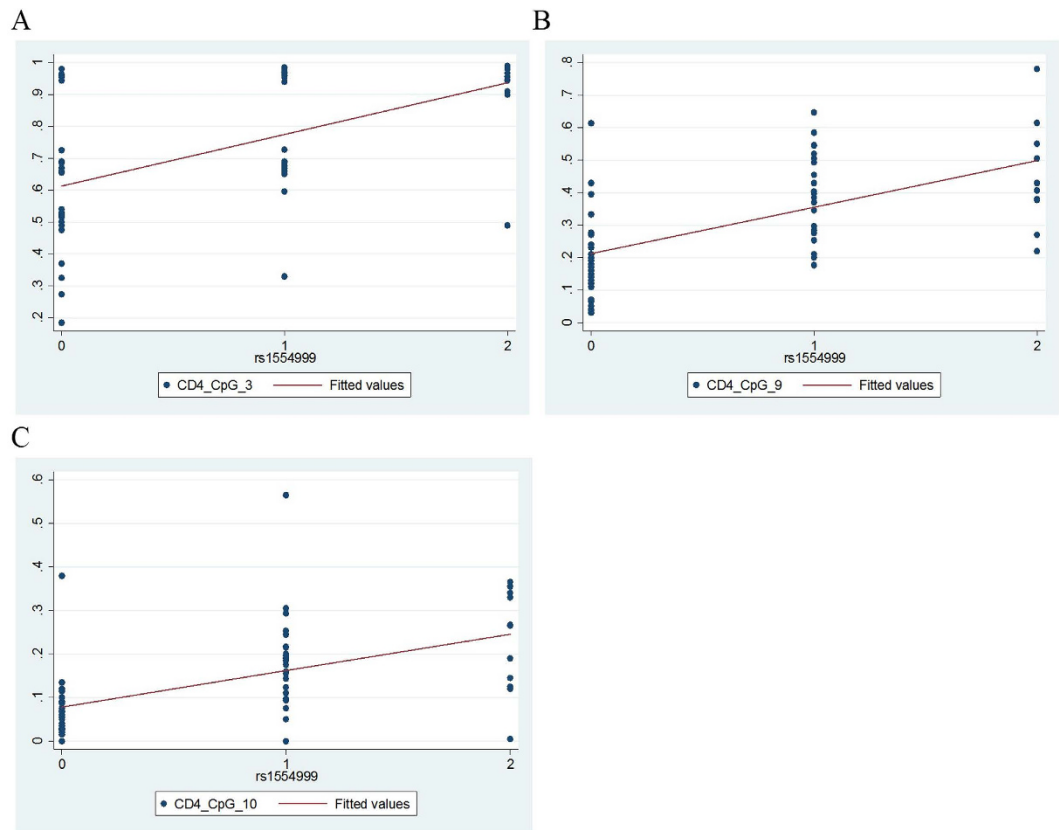 A
1
.9
.8
.7
.6
.5
.4
.3
.2
0 1 2
rs1554999
CD4_CpG_3 Fitted values
B
.8
.7
.6
.5
.4
.3
.2
.1
0
0 1 2
rs1554999
CD4_CpG_9 Fitted values
C
.6
.5
.4
.3
.2
.1
0
0 1 2
rs1554999
CD4_CpG_10 Fitted values